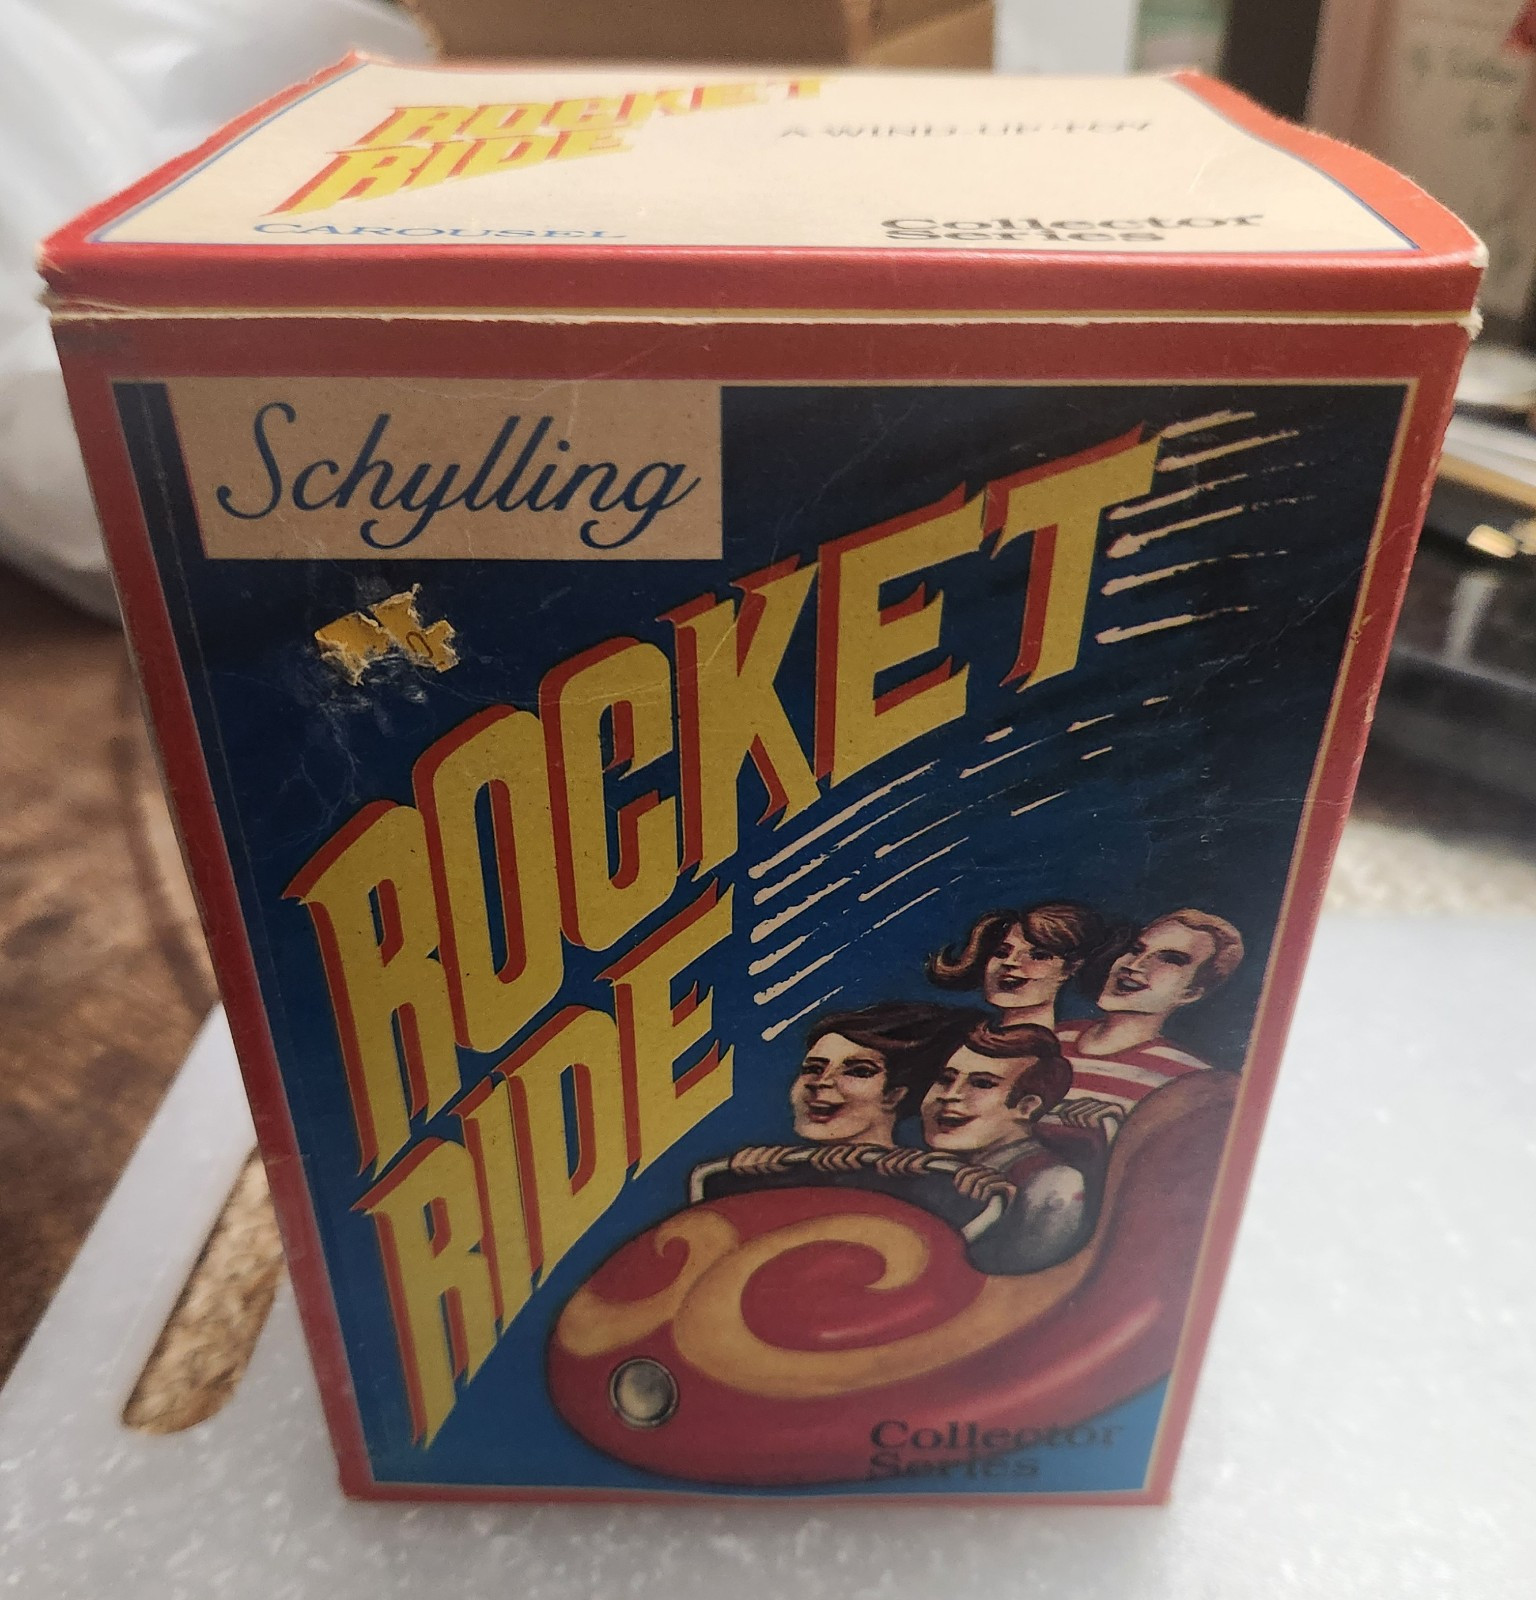 ROCKET
RIDE
CAROUSEL
A WIND UP TOY
Collector
Series
Schylling
ROCKET
RIDE
Collector
Series